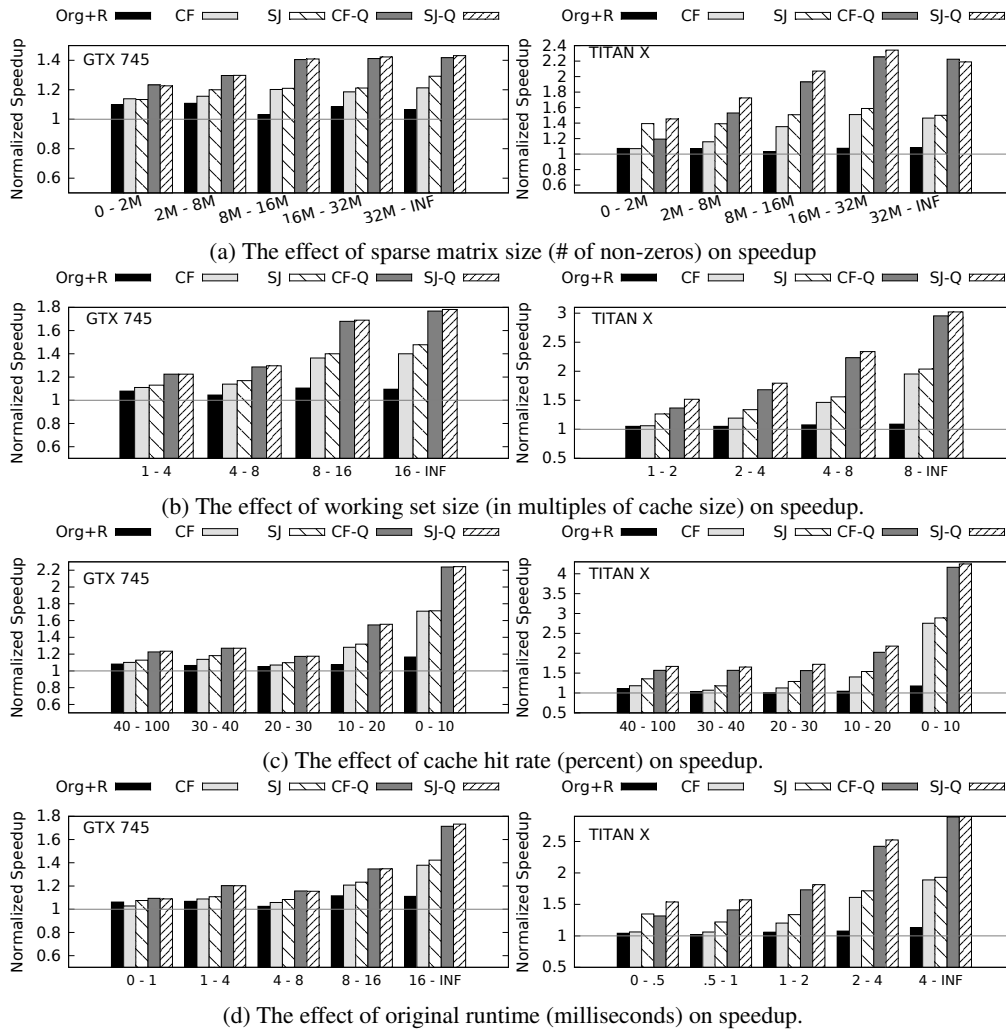 Org+R CF SJ CF-Q SJ-Q
Normalized Speedup
GTX 745
1.4
1.2
1
0.8
0.6
0 - 2M 2M - 8M 8M - 16M 16M - 32M 32M - INF
Org+R CF SJ CF-Q SJ-Q
Normalized Speedup
TITAN X
2.4
2.2
2
1.8
1.6
1.4
1.2
1
0.8
0.6
0 - 2M 2M - 8M 8M - 16M 16M - 32M 32M - INF
(a) The effect of sparse matrix size (# of non-zeros) on speedup
Org+R CF SJ CF-Q SJ-Q
Normalized Speedup
GTX 745
1.8
1.6
1.4
1.2
1
0.8
0.6
1 - 4 4 - 8 8 - 16 16 - INF
Org+R CF SJ CF-Q SJ-Q
Normalized Speedup
TITAN X
3
2.5
2
1.5
1
0.5
1 - 2 2 - 4 4 - 8 8 - INF
(b) The effect of working set size (in multiples of cache size) on speedup.
Org+R CF SJ CF-Q SJ-Q
Normalized Speedup
GTX 745
2.2
2
1.8
1.6
1.4
1.2
1
0.8
0.6
40 - 100 30 - 40 20 - 30 10 - 20 0 - 10
Org+R CF SJ CF-Q SJ-Q
Normalized Speedup
TITAN X
4
3.5
3
2.5
2
1.5
1
0.5
40 - 100 30 - 40 20 - 30 10 - 20 0 - 10
(c) The effect of cache hit rate (percent) on speedup.
Org+R CF SJ CF-Q SJ-Q
Normalized Speedup
GTX 745
1.8
1.6
1.4
1.2
1
0.8
0.6
0 - 1 1 - 4 4 - 8 8 - 16 16 - INF
Org+R CF SJ CF-Q SJ-Q
Normalized Speedup
TITAN X
2.5
2
1.5
1
0.5
0 - .5 .5 - 1 1 - 2 2 - 4 4 - INF
(d) The effect of original runtime (milliseconds) on speedup.